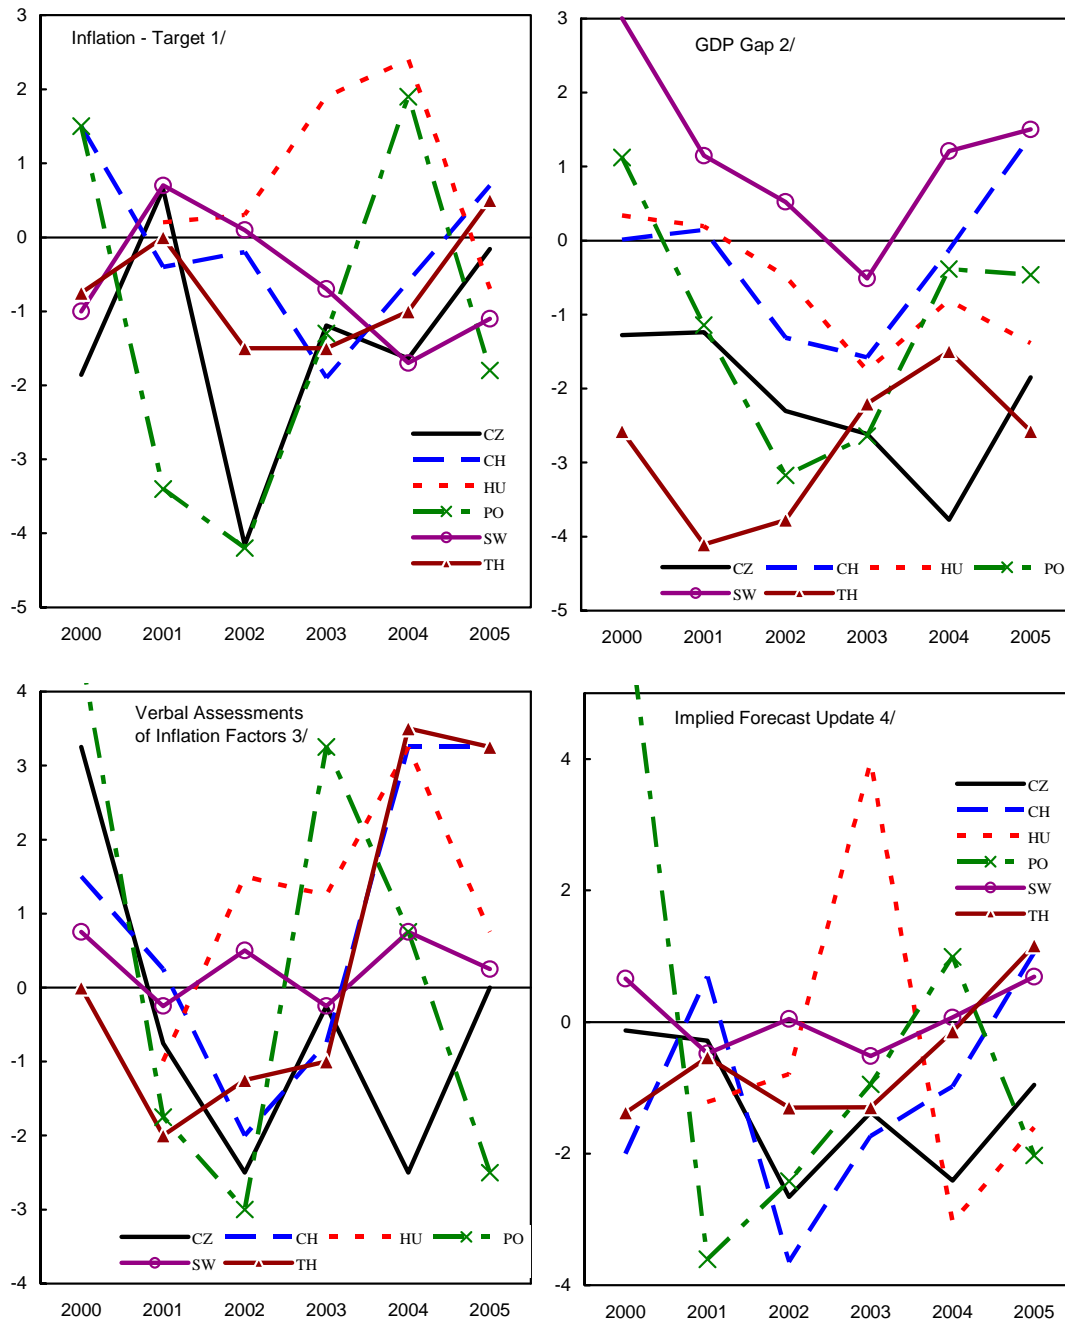 Inflation - Target 1/
3
2
1
0
-1
-2
-3
-4
-5
CZ
CH
HU
PO
SW
TH
2000 2001 2002 2003 2004 2005
GDP Gap 2/
3
2
1
0
-1
-2
-3
-4
-5
CZ CH HU PO
SW TH
2000 2001 2002 2003 2004 2005
Verbal Assessments
of Inflation Factors 3/
4
3
2
1
0
-1
-2
-3
-4
CZ CH HU PO
SW TH
2000 2001 2002 2003 2004 2005
Implied Forecast Update 4/
4
2
0
-2
-4
CZ
CH
HU
PO
SW
TH
2000 2001 2002 2003 2004 2005